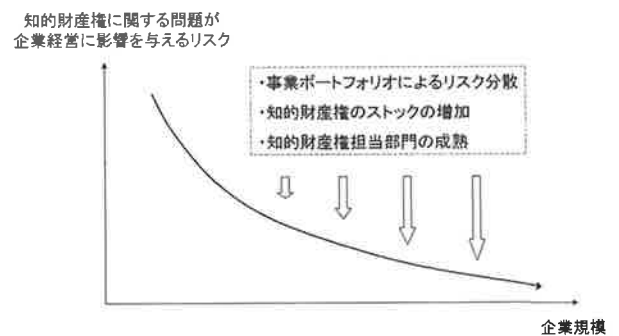 知的財産権に関する問題が
企業経営に影響を与えるリスク
・事業ポートフォリオによるリスク分散
・知的財産権のストックの増加
・知的財産権担当部門の成熟
企業規模